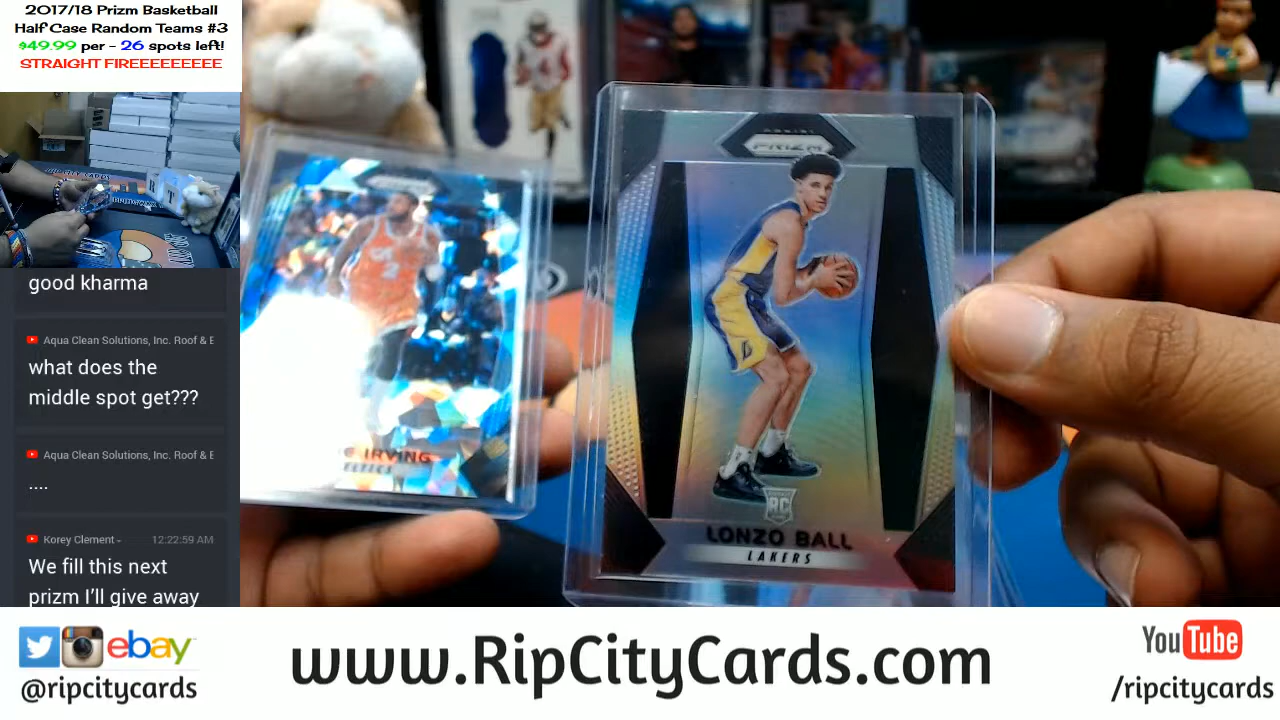 2017/18 Prizm Basketball
Half Case Random Teams #3
$49.99 per - 26 spots left!
STRAIGHT FIREEEEEEEEE
good kharma
Aqua Clean Solutions, Inc. Roof & E
what does the
middle spot get???
Aqua Clean Solutions, Inc. Roof & E
....
Korey Clement-
12:22:59 AM
We fill this next
prizm I'll give away
IRVING
PANINI
PRIZM
RC
LONZO BALL
LAKERS
ebay
@ripcitycards
www.RipCityCards.com
YouTube
/ripcitycards